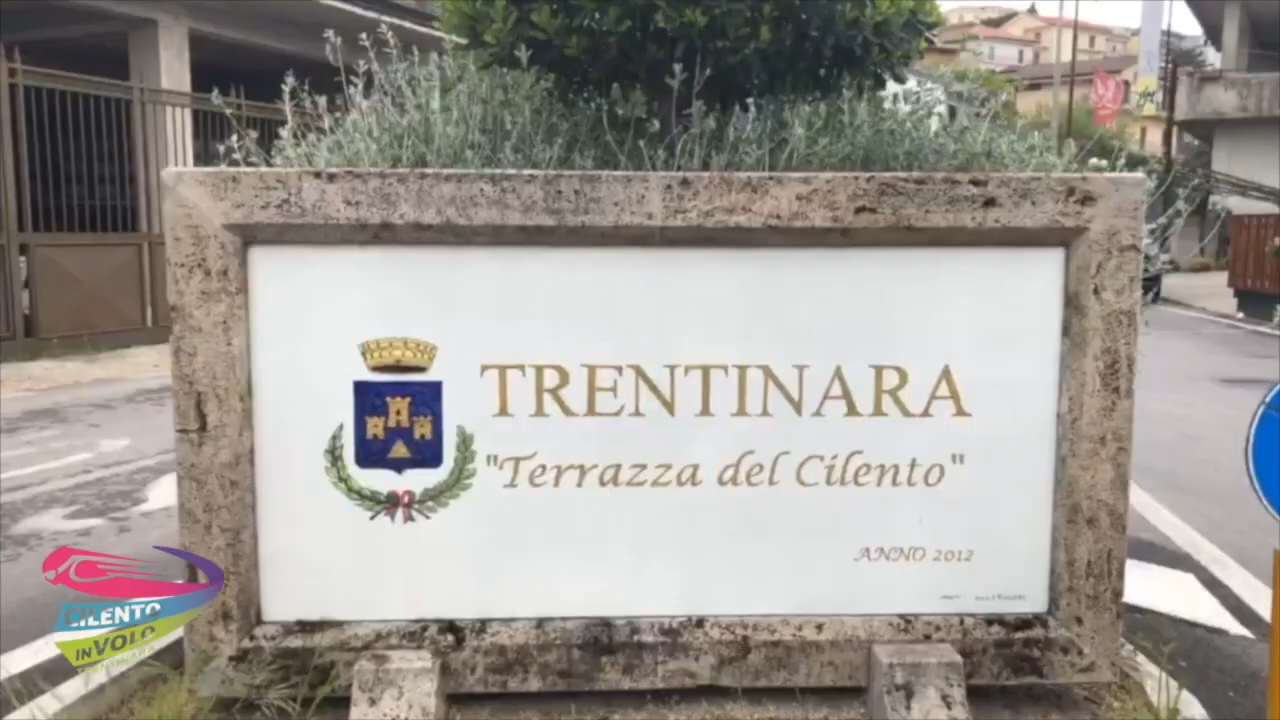 TRENTINARA
"Terrazza del Cilento"
ANNO 2012
CILENTO
IN VOLO